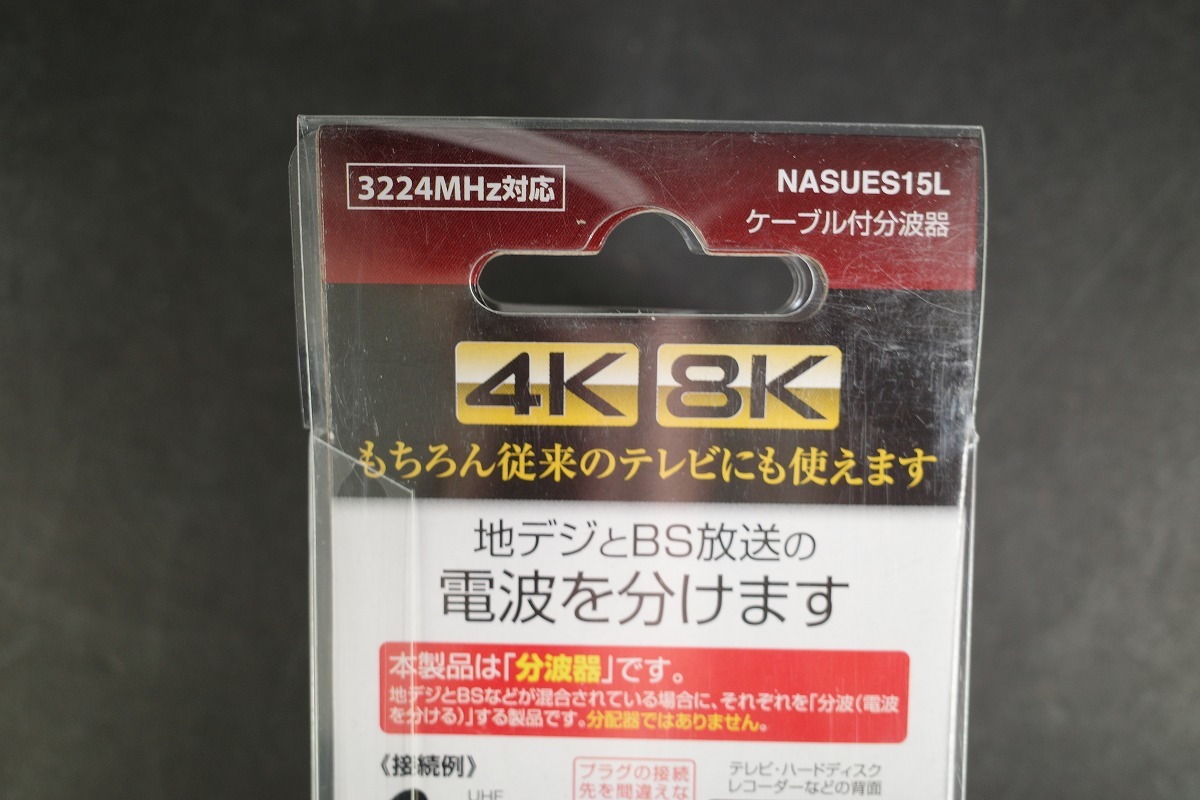 3224MHz対応
NASUES15L
ケーブル付分波器
4K 8K
もちろん従来のテレビにも使えます
地デジとBS放送の
電波を分けます
本製品は「分波器」です。
地デジとBSなどが混合されている場合に、それぞれを「分波(電波
を分ける)」する製品です。分配器ではありません。
《接続例》
UHF
プラグの接続
先を間違えな
テレビ・ハードディスク
レコーダーなどの背面